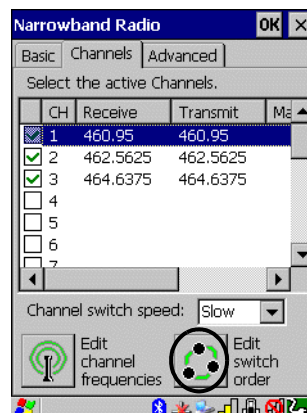 Narrowband Radio OK ×
Basic Channels Advanced
Select the active Channels.
CH Receive Transmit Ma
1 460.95 460.95
2 462.5625 462.5625
3 464.6375 464.6375
4
5
6
7
Channel switch speed: Slow
Edit channel frequencies
Edit switch order